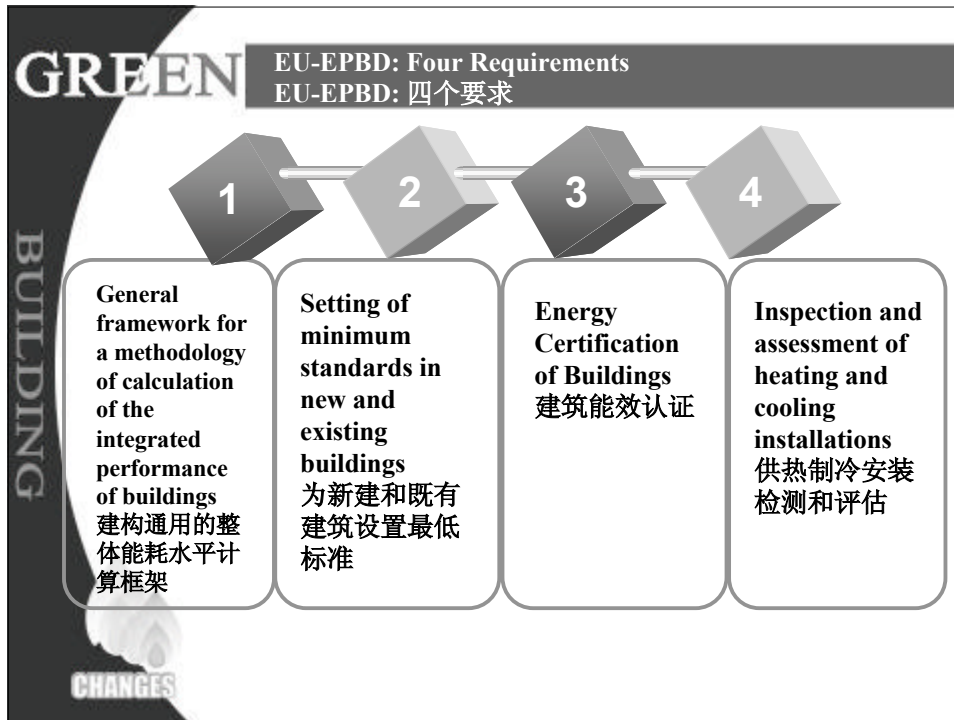 GREEN
BUILDING
EU-EPBD: Four Requirements
EU-EPBD: 四个要求
1
2
3
4
General
framework for
a methodology
of calculation
of the
integrated
performance
of buildings
建构通用的整
体能耗水平计
算框架
Setting of
minimum
standards in
new and
existing
buildings
为新建和既有
建筑设置最低
标准
Energy
Certification
of Buildings
建筑能效认证
Inspection and
assessment of
heating and
cooling
installations
供热制冷安装
检测和评估
CHANGES